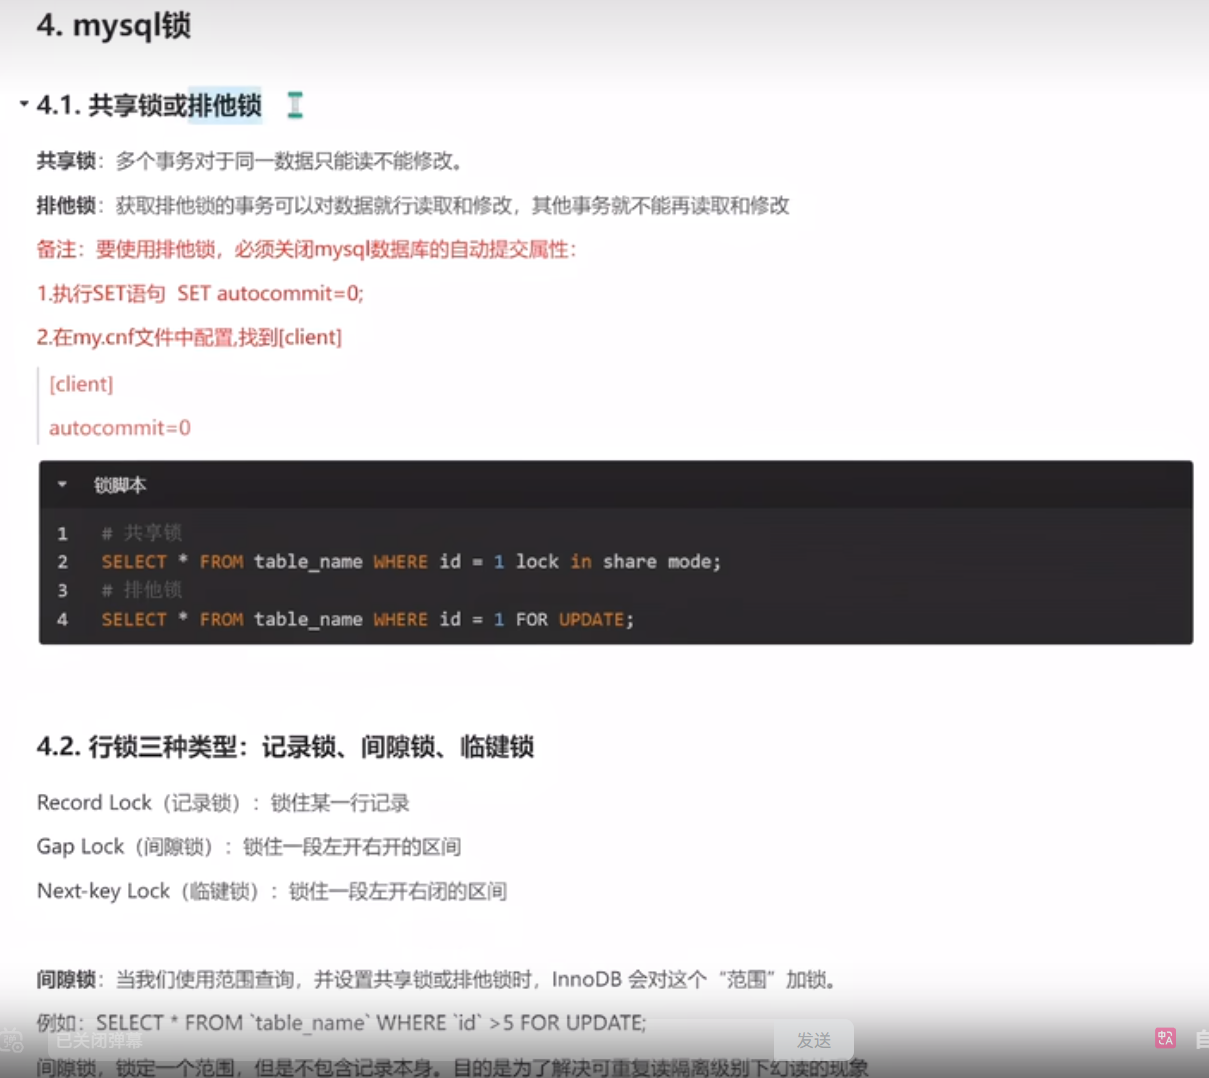 4. mysql锁
4.1. 共享锁或排他锁
共享锁：多个事务对于同一数据只能读不能修改。
排他锁：获取排他锁的事务可以对数据就行读取和修改，其他事务就不能再读取和修改
备注：要使用排他锁，必须关闭mysql数据库的自动提交属性：
1.执行SET语句 SET autocommit=0;
2.在my.cnf文件中配置,找到[client]
[client]
autocommit=0
锁脚本
1 # 共享锁
2 SELECT * FROM table_name WHERE id = 1 lock in share mode;
3 # 排他锁
4 SELECT * FROM table_name WHERE id = 1 FOR UPDATE;
4.2. 行锁三种类型：记录锁、间隙锁、临键锁
Record Lock（记录锁）：锁住某一行记录
Gap Lock（间隙锁）：锁住一段左开右开的区间
Next-key Lock（临键锁）：锁住一段左开右闭的区间
间隙锁：当我们使用范围查询，并设置共享锁或排他锁时，InnoDB 会对这个“范围”加锁。
例如：SELECT * FROM `table_name` WHERE `id` >5 FOR UPDATE;
已关闭弹幕
发送
间隙锁，锁定一个范围，但是不包含记录本身。目的是为了解决可重复读隔离级别下幻读的现象